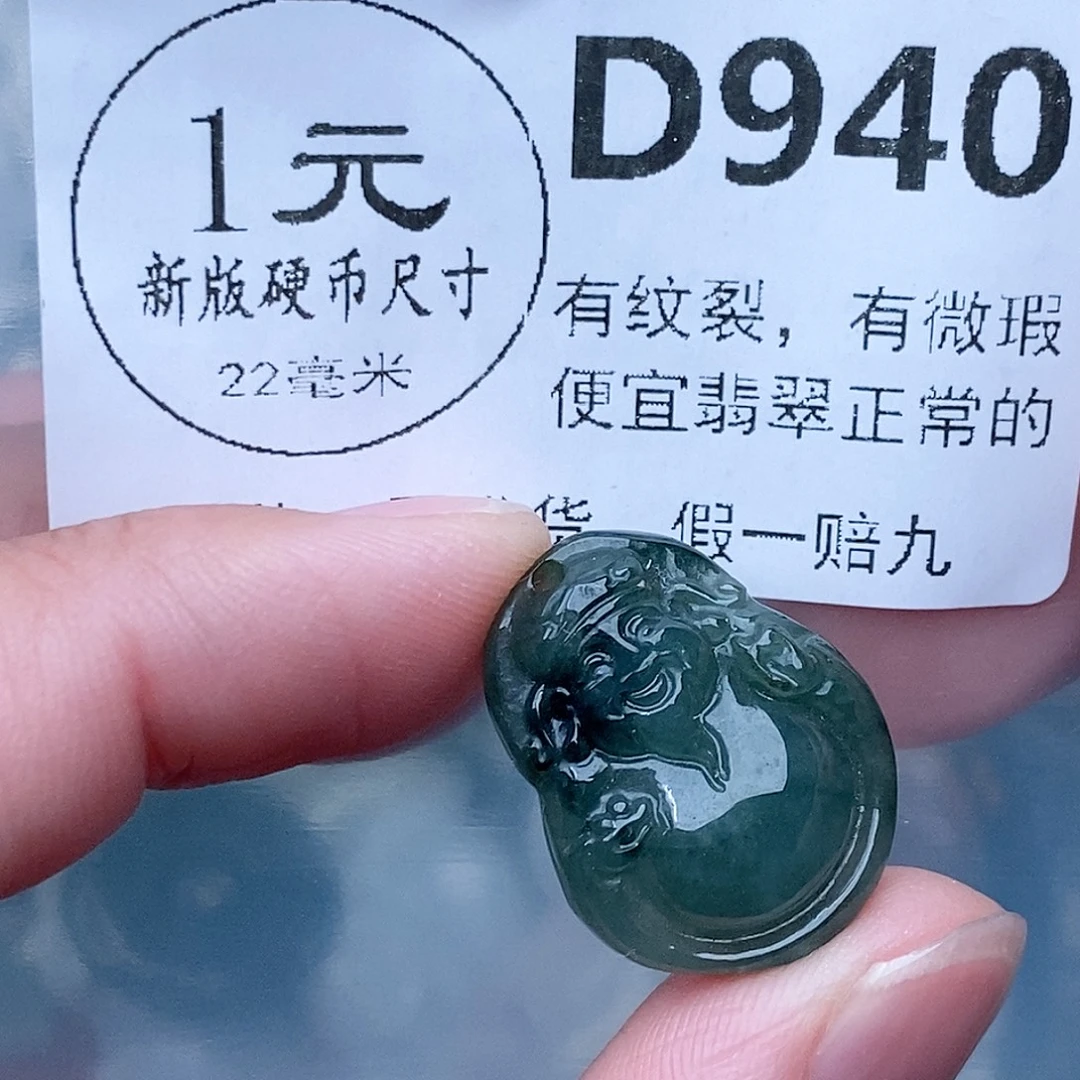 1元
新版硬币尺寸
22毫米
D940
有纹裂，有微瑕
便宜翡翠正常的
货 假一赔九